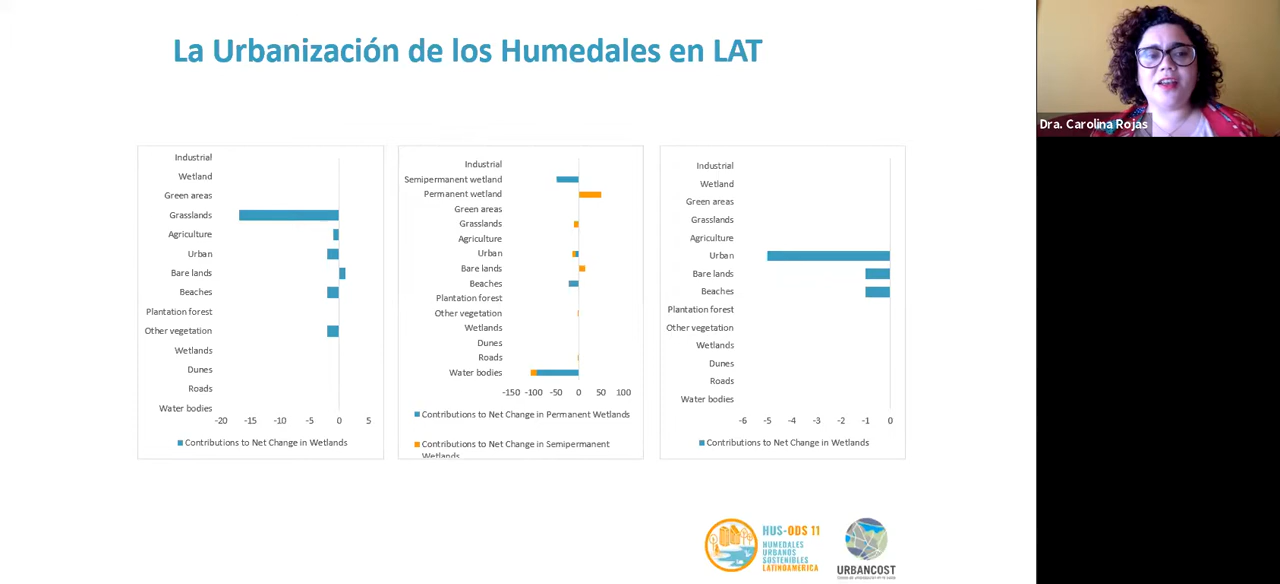 La Urbanización de los Humedales en LAT
Dra. Carolina Rojas
Industrial
Wetland
Green areas
Grasslands
Agriculture
Urban
Bare lands
Beaches
Plantation forest
Other vegetation
Wetlands
Dunes
Roads
Water bodies
-20 -15 -10 -5 0 5
Contributions to Net Change in Wetlands
Industrial
Semipermanent wetland
Permanent wetland
Green areas
Grasslands
Agriculture
Urban
Bare lands
Beaches
Plantation forest
Other vegetation
Wetlands
Dunes
Roads
Water bodies
-150 -100 -50 0 50 100
Contributions to Net Change in Permanent Wetlands
Contributions to Net Change in Semipermanent
Wetlands
Industrial
Wetland
Green areas
Grasslands
Agriculture
Urban
Bare lands
Beaches
Plantation forest
Other vegetation
Wetlands
Dunes
Roads
Water bodies
-6 -5 -4 -3 -2 -1 0
Contributions to Net Change in Wetlands
HUS-ODS 11
HUMEDALES
URBANOS
SOSTENIBLES
LATINOAMERICA
URBANCOST